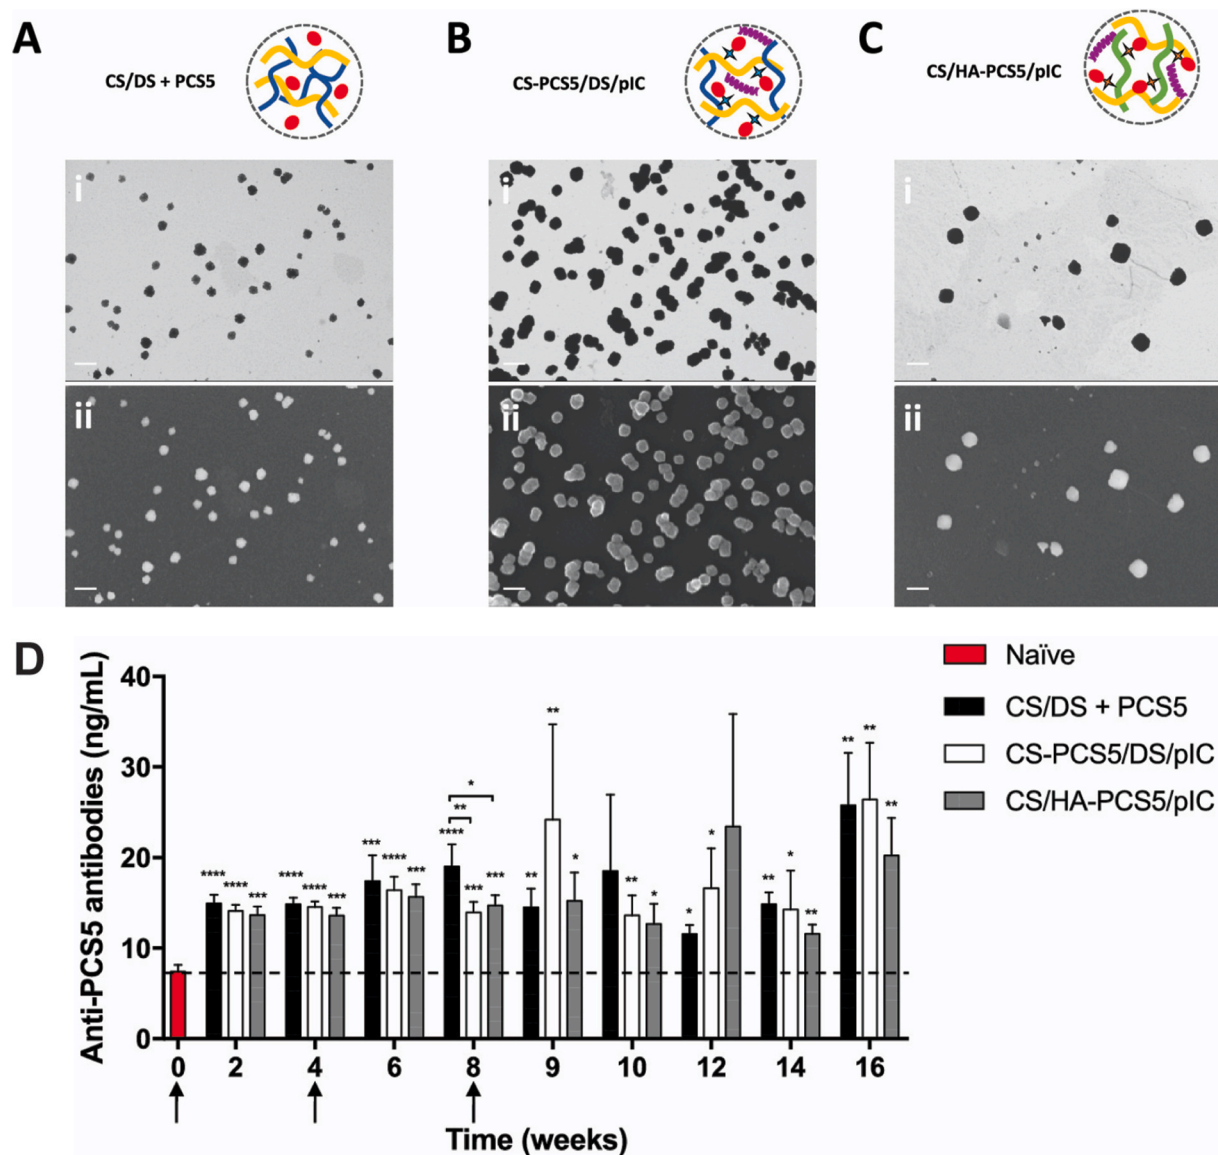 A
CS/DS + PCS5
B
CS-PCS5/DS/pIC
C
CS/HA-PCS5/pIC
i
i
i
ii
ii
ii
D
Anti-PCS5 antibodies (ng/mL)
40
30
20
10
0
****
****
***
****
****
***
***
****
***
****
***
***
**
*
**
**
*
**
*
*
*
**
*
**
**
**
**
0 2 4 6 8 9 10 12 14 16
Time (weeks)
Naïve
CS/DS + PCS5
CS-PCS5/DS/pIC
CS/HA-PCS5/pIC